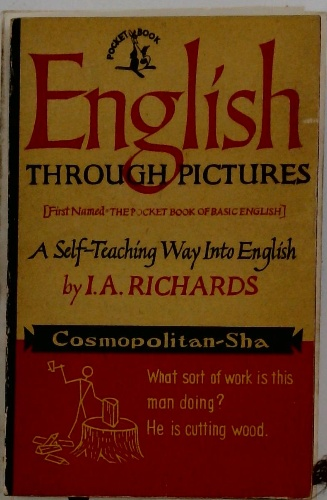 POCKET BOOK
English
THROUGH PICTURES
[First Named-THE POCKET BOOK OF BASIC ENGLISH]
A Self-Teaching Way Into English
by I.A. RICHARDS
Cosmopolitan-Sha
What sort of work is this
man doing?
He is cutting wood.